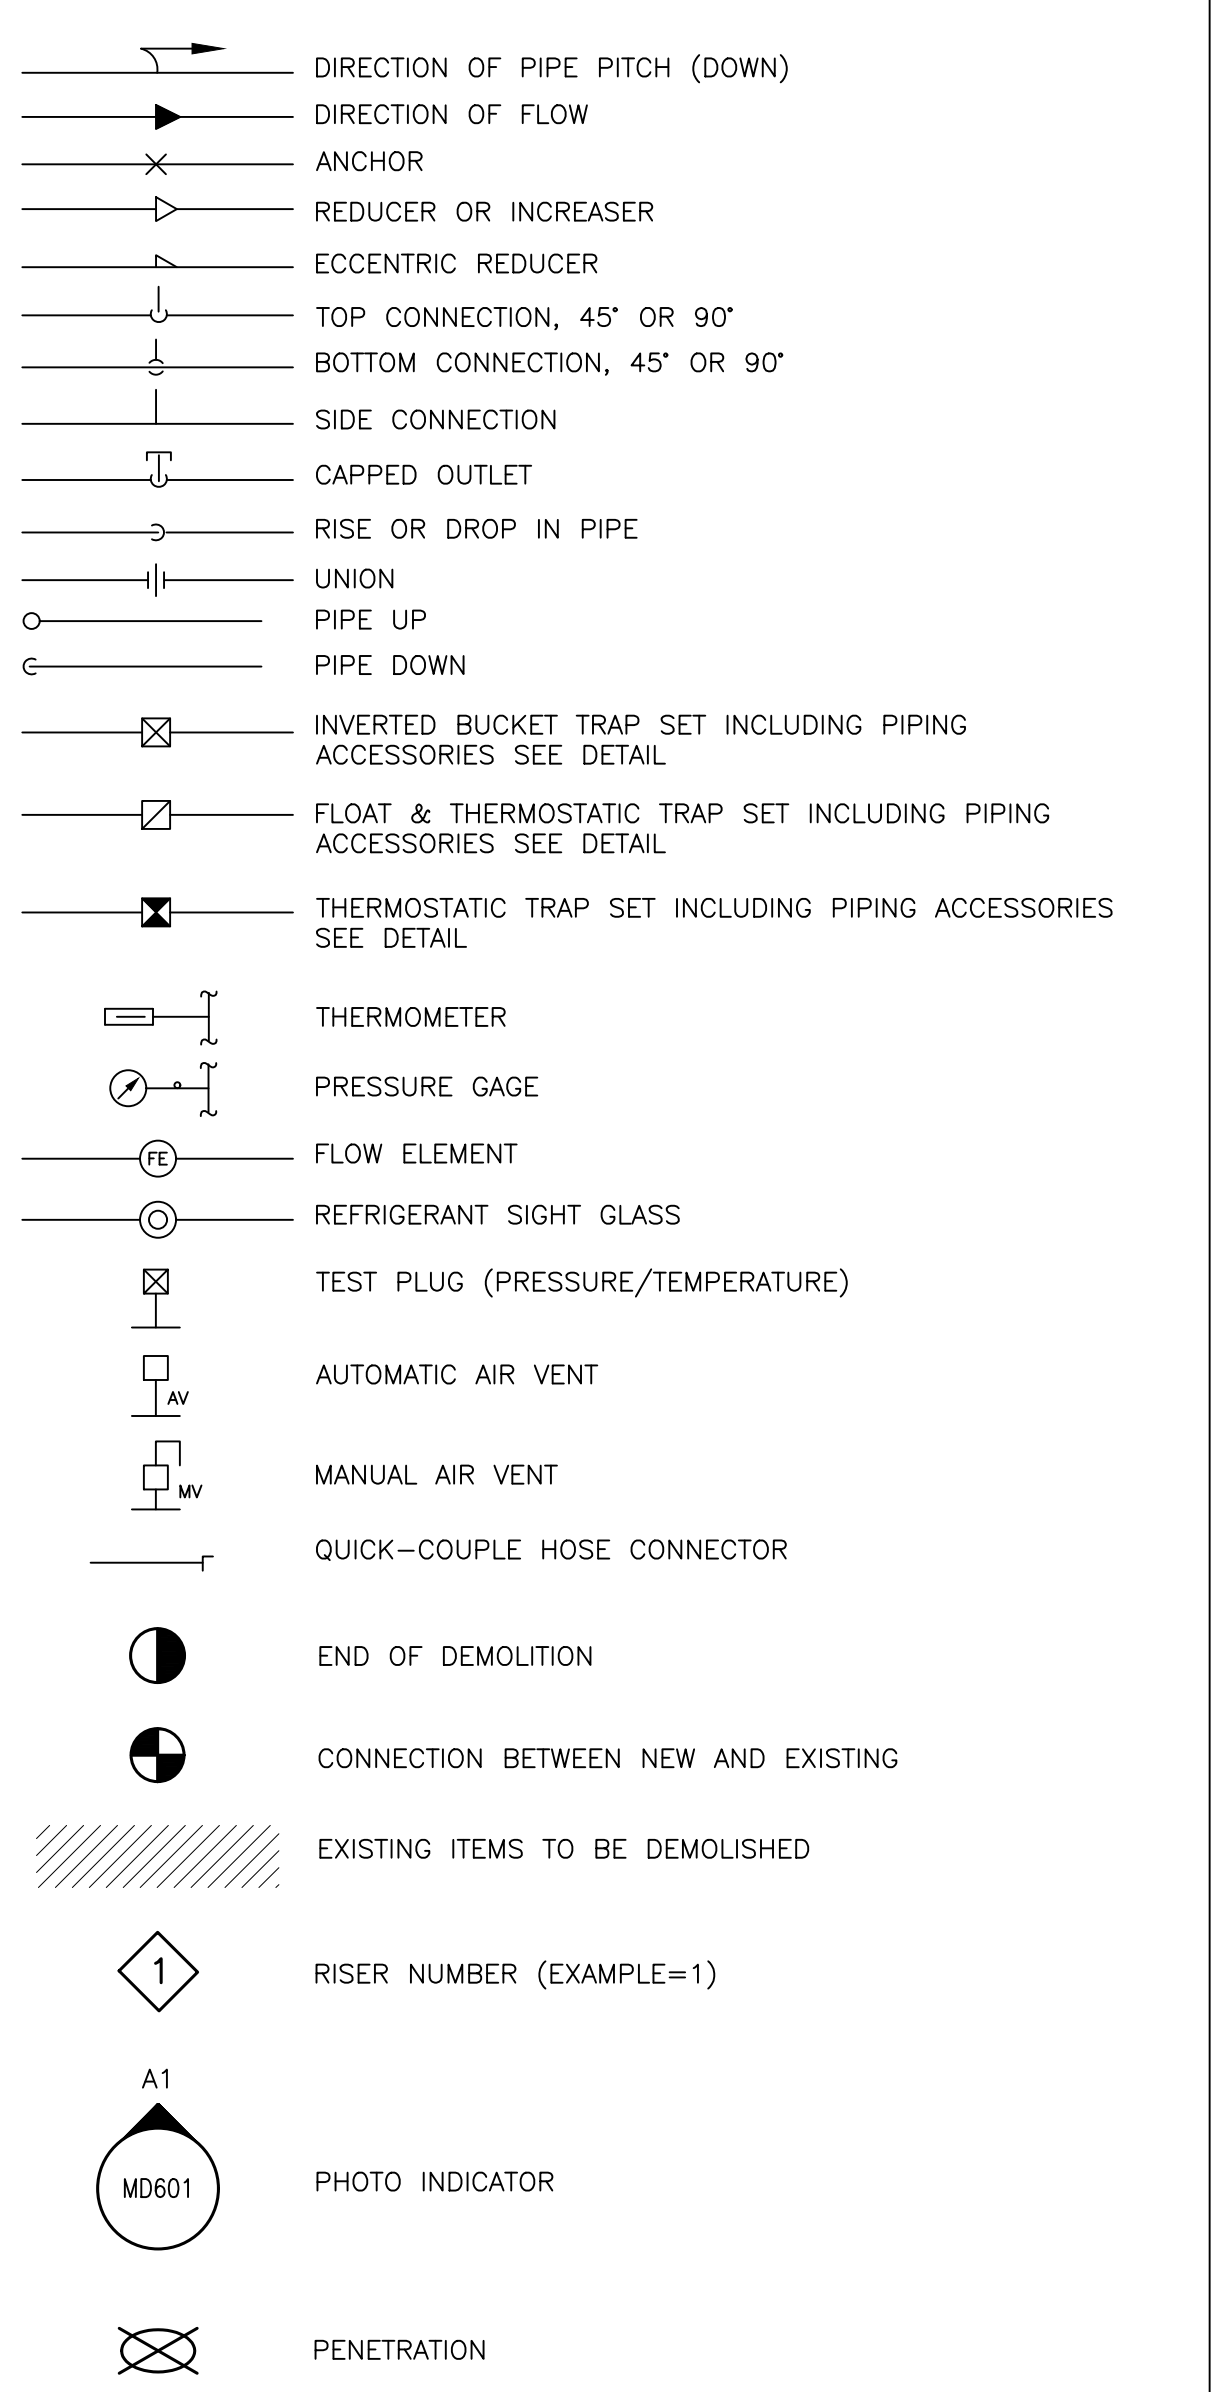 DIRECTION OF PIPE PITCH (DOWN)
DIRECTION OF FLOW
ANCHOR
REDUCER OR INCREASER
ECCENTRIC REDUCER
TOP CONNECTION, 45° OR 90°
BOTTOM CONNECTION, 45° OR 90°
SIDE CONNECTION
CAPPED OUTLET
RISE OR DROP IN PIPE
UNION
PIPE UP
PIPE DOWN
INVERTED BUCKET TRAP SET INCLUDING PIPING
ACCESSORIES SEE DETAIL
FLOAT & THERMOSTATIC TRAP SET INCLUDING PIPING
ACCESSORIES SEE DETAIL
THERMOSTATIC TRAP SET INCLUDING PIPING ACCESSORIES
SEE DETAIL
THERMOMETER
PRESSURE GAGE
FE FLOW ELEMENT
REFRIGERANT SIGHT GLASS
TEST PLUG (PRESSURE/TEMPERATURE)
AUTOMATIC AIR VENT
AV
MANUAL AIR VENT
MV
QUICK-COUPLE HOSE CONNECTOR
END OF DEMOLITION
CONNECTION BETWEEN NEW AND EXISTING
EXISTING ITEMS TO BE DEMOLISHED
1 RISER NUMBER (EXAMPLE=1)
A1
MD601 PHOTO INDICATOR
PENETRATION